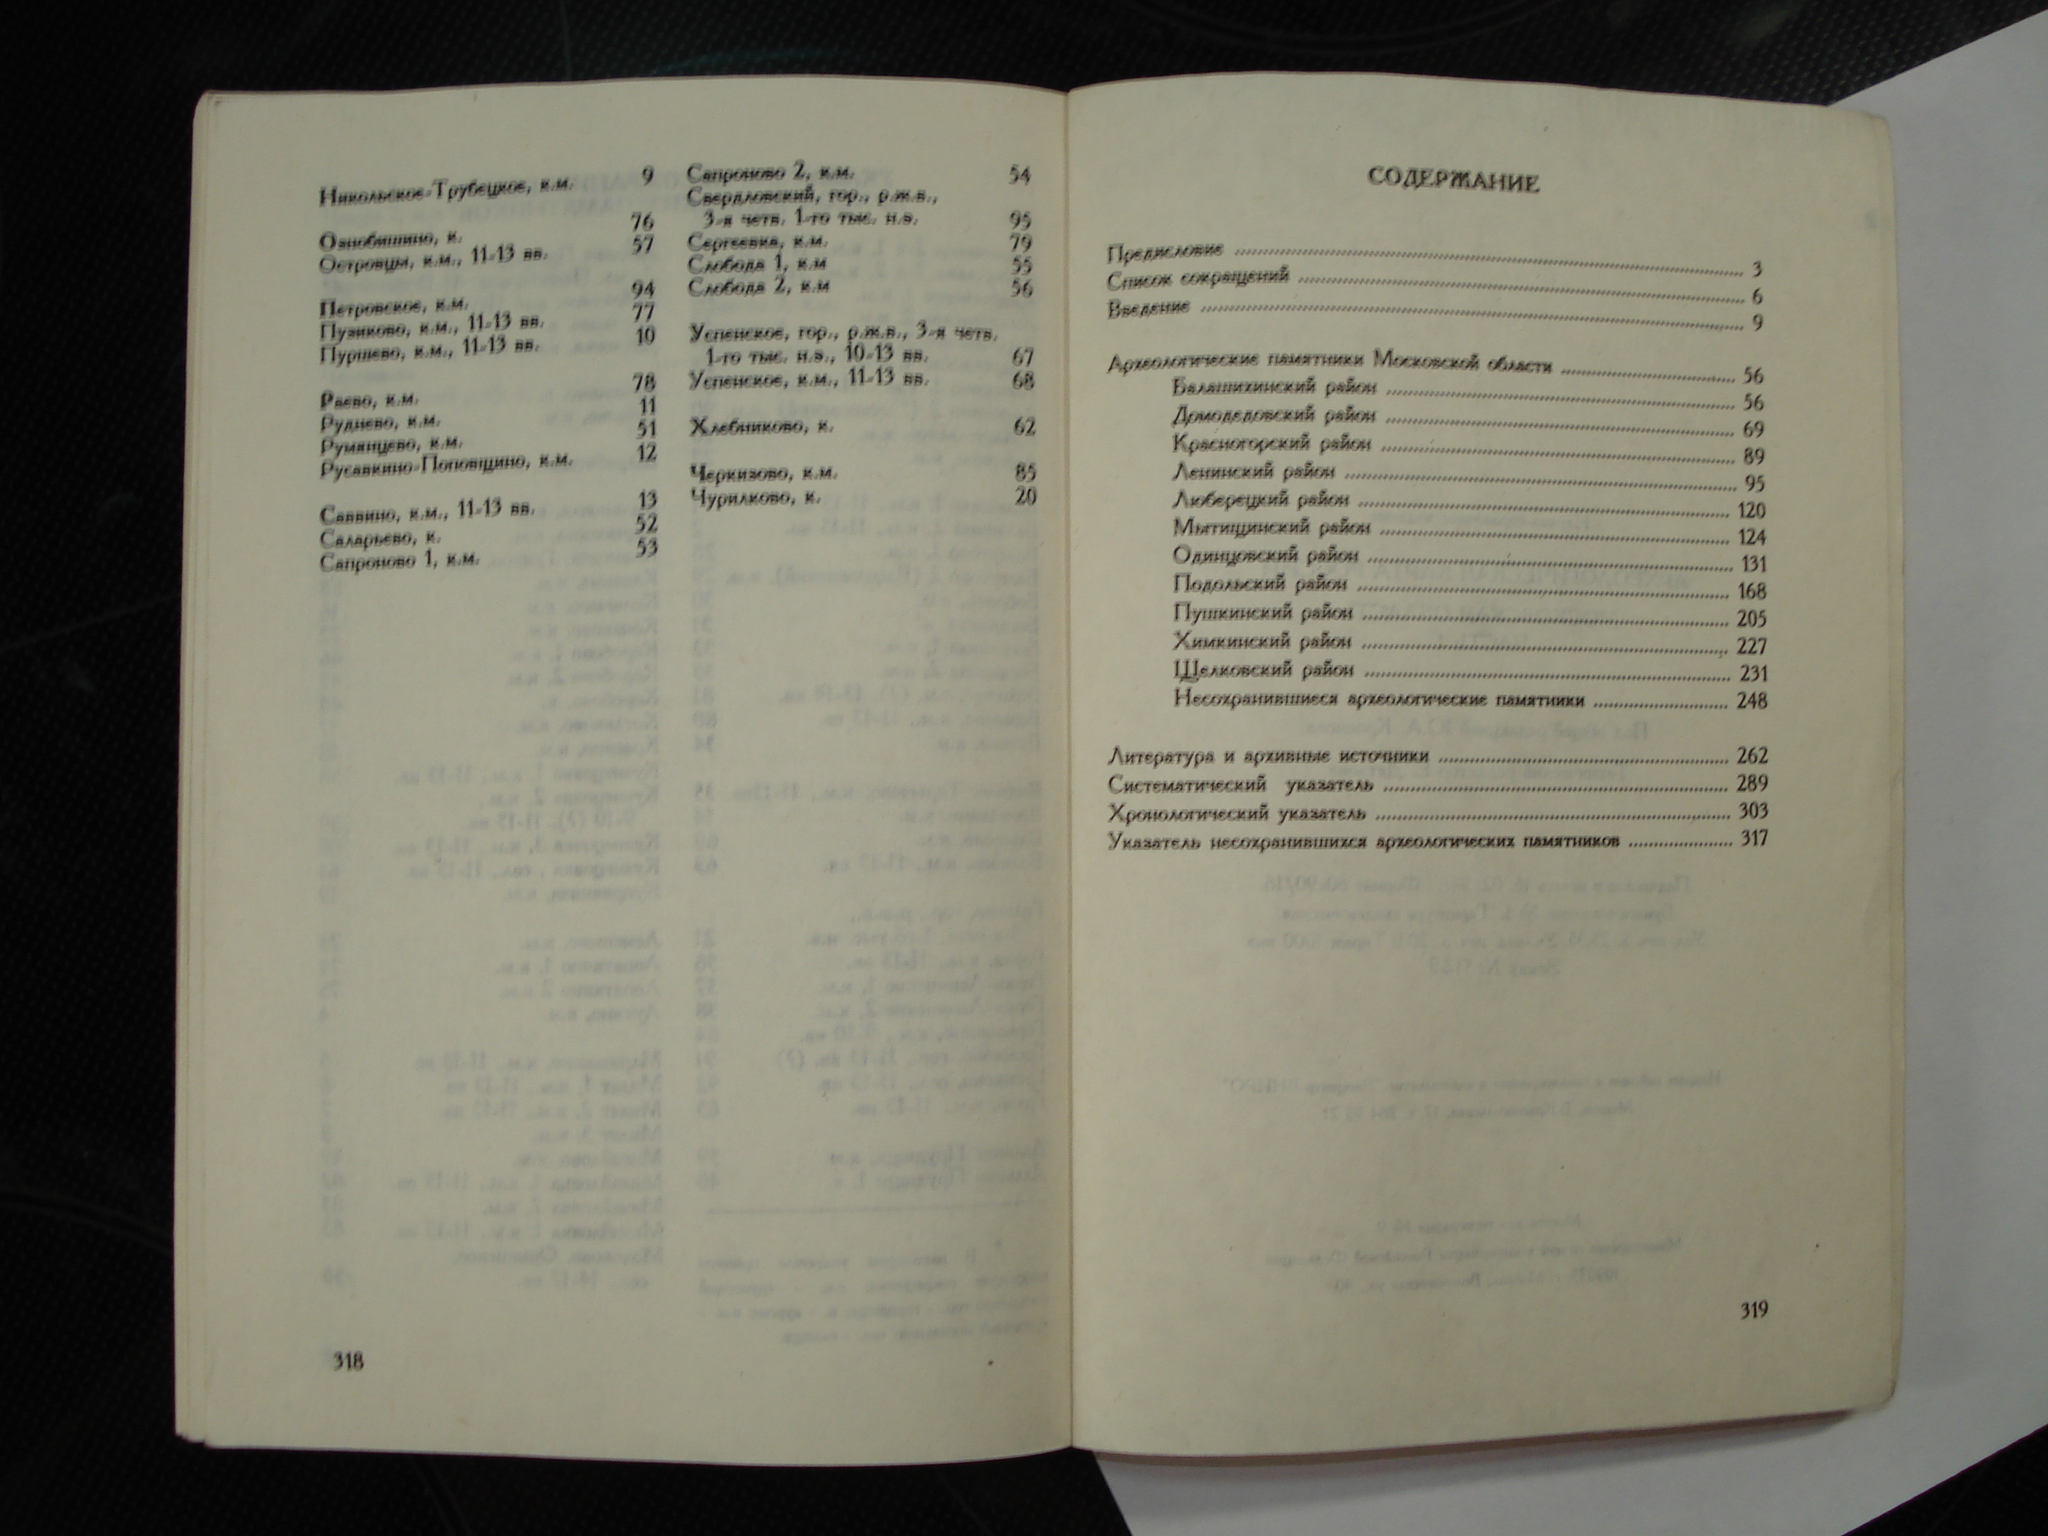 Никольское-Трубецкое, к.м. 9
Ознобишино, к. 76
Островцы, к.м., 11-13 вв. 57
Петровское, к.м. 94
Пузиково, к.м., 11-13 вв. 77
Пуршево, к.м., 11-13 вв. 10
Раево, к.м. 78
Руднево, к.м. 11
Румянцево, к.м. 51
Русавкино-Поповщино, к.м. 12
Саввино, к.м., 11-13 вв. 13
Саларьево, к. 52
Сапроново 1, к.м. 53
318
Сапроново 2, к.м. 54
Свердловский, гор., р.ж.в.,
3-я четв. 1-го тыс. н.э. 95
Сергеевка, к.м. 79
Слобода 1, к.м 55
Слобода 2, к.м 56
Успенское, гор., р.ж.в., 3-я четв.
1-го тыс. н.э., 10-13 вв. 67
Успенское, к.м., 11-13 вв. 68
Хлебниково, к. 62
Черкизово, к.м. 85
Чурилково, к. 20
СОДЕРЖАНИЕ
Предисловие 3
Список сокращений 6
Введение 9
Археологические памятники Московской области 56
Балашихинский район 56
Домодедовский район 69
Красногорский район 89
Ленинский район 95
Люберецкий район 120
Мытищинский район 124
Одинцовский район 131
Подольский район 168
Пушкинский район 205
Химкинский район 227
Щелковский район 231
Несохранившиеся археологические памятники 248
Литература и архивные источники 262
Систематический указатель 289
Хронологический указатель 303
Указатель несохранившихся археологических памятников 317
319